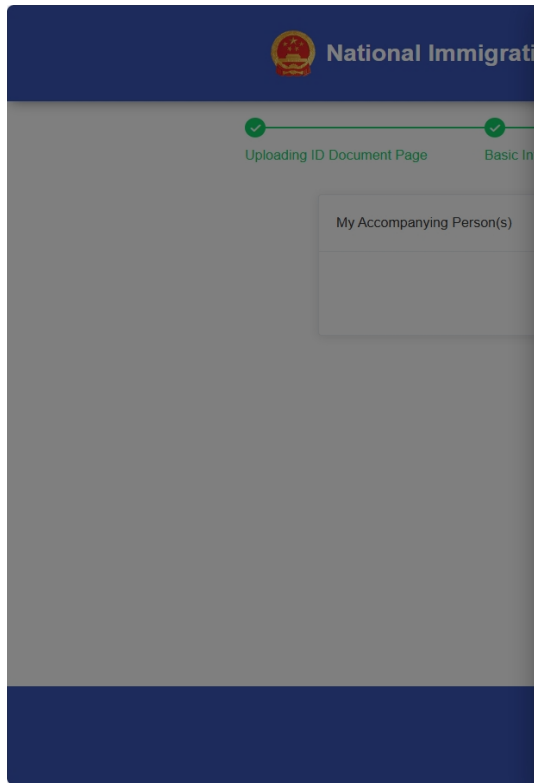 National Immigrati
Uploading ID Document Page
Basic In
My Accompanying Person(s)